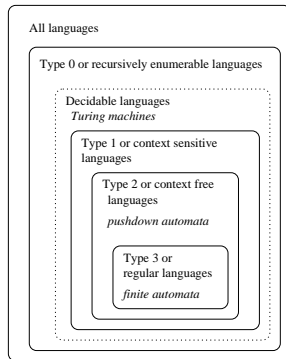 All languages
Type 0 or recursively enumerable languages
Decidable languages
Turing machines
Type 1 or context sensitive
languages
Type 2 or context free
languages
pushdown automata
Type 3 or
regular languages
finite automata